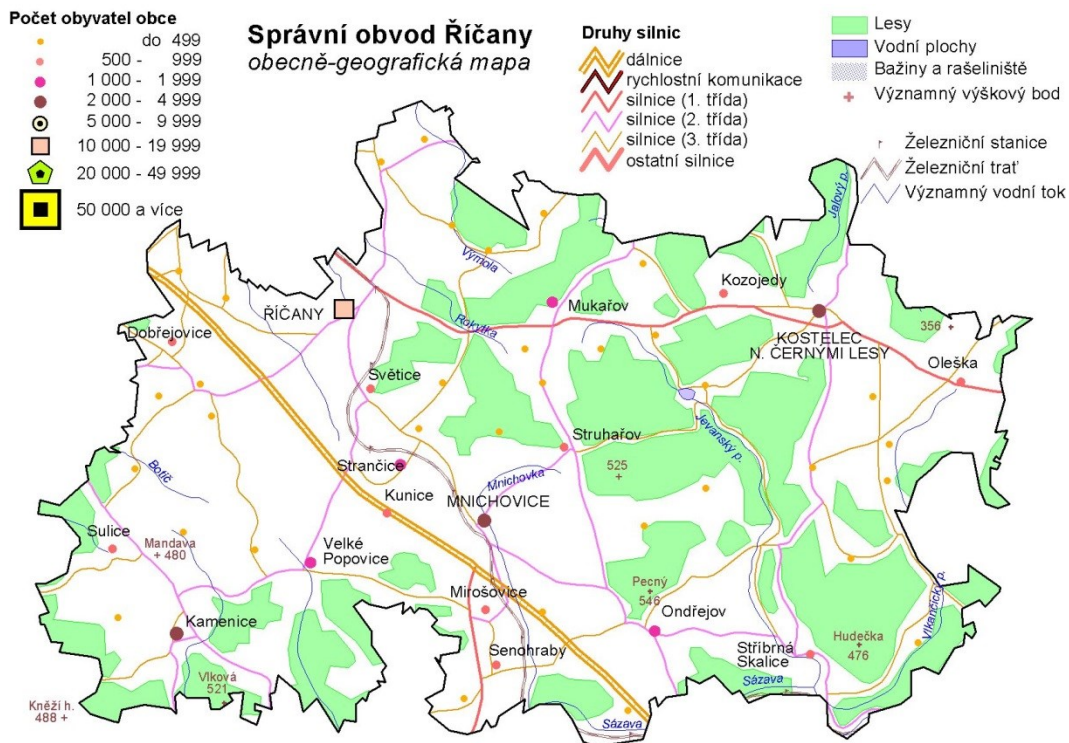 Počet obyvatel obce
do 499
500 - 999
1 000 - 1 999
2 000 - 4 999
5 000 - 9 999
10 000 - 19 999
20 000 - 49 999
50 000 a více
Správní obvod Říčany
obecně-geografická mapa
Druhy silnic
dálnice
rychlostní komunikace
silnice (1. třída)
silnice (2. třída)
silnice (3. třída)
ostatní silnice
Lesy
Vodní plochy
Bažiny a rašeliniště
Významný výškový bod
Železniční stanice
Železniční trať
Významný vodní tok
Jalový p.
Výmola
Kozojedy
Mukařov
ŘÍČANY
Rokytka
KOSTELEC
N. ČERNÝMI LESY
356
Dobřejovice
Oleška
Světice
Struhařov
Jevanský p.
Botič
Strančice
Mnichovka
525
Kunice
MNICHOVICE
Sulice
Mandava
480
Velké
Popovice
Pecný
546
Mirošovice
Ondřejov
Vlkančický p.
Kamenice
Hudečka
476
Senohraby
Stříbrná
Skalice
Vlková
521
Sázava
Kněží h.
488
Sázava